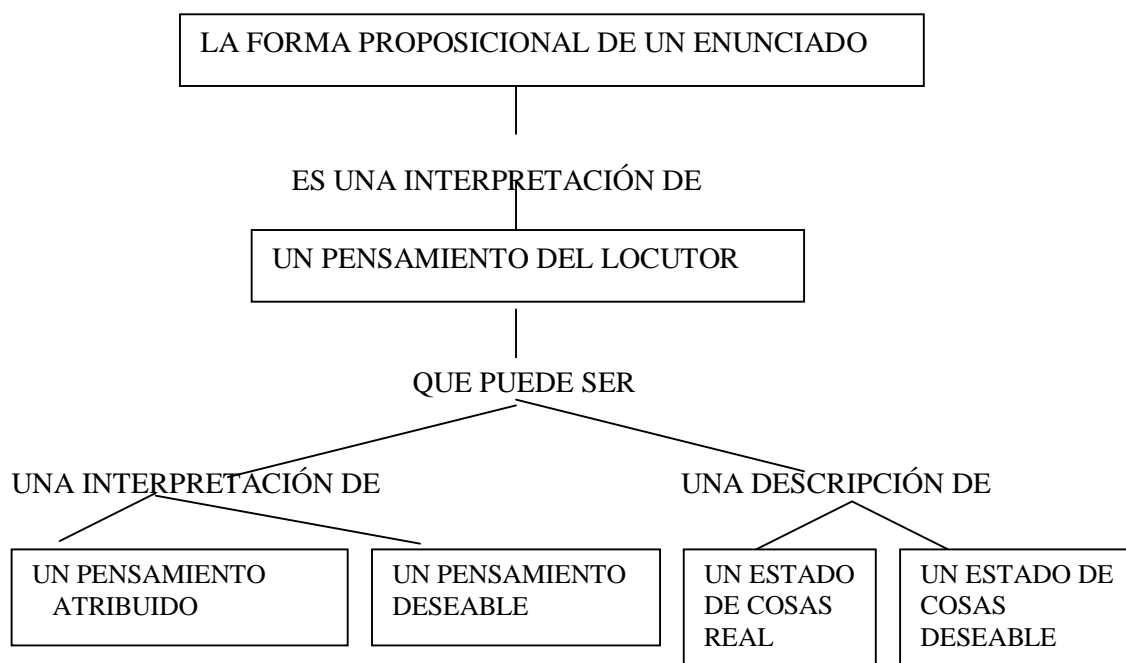 LA FORMA PROPOSICIONAL DE UN ENUNCIADO
ES UNA INTERPRETACIÓN DE
UN PENSAMIENTO DEL LOCUTOR
QUE PUEDE SER
UNA INTERPRETACIÓN DE
UNA DESCRIPCIÓN DE
UN PENSAMIENTO
ATRIBUIDO
UN PENSAMIENTO
DESEABLE
UN ESTADO
DE COSAS
REAL
UN ESTADO DE
COSAS
DESEABLE